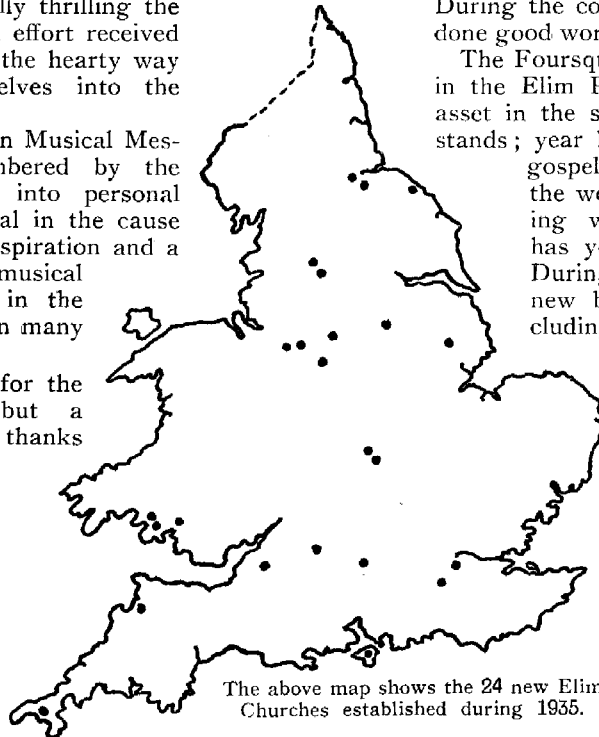 lly thrilling the
effort received
the hearty way
elves into the
n Musical Mes-
nbered by the
into personal
al in the cause
spiration and a
musical
in the
n many
for the
but a
thanks
During the co
done good wor
The Foursqu
in the Elim
asset in the s
stands; year
gospel
the we
ing w
has y
During
new b
cludin
The above map shows the 24 new Elim
Churches established during 1935.